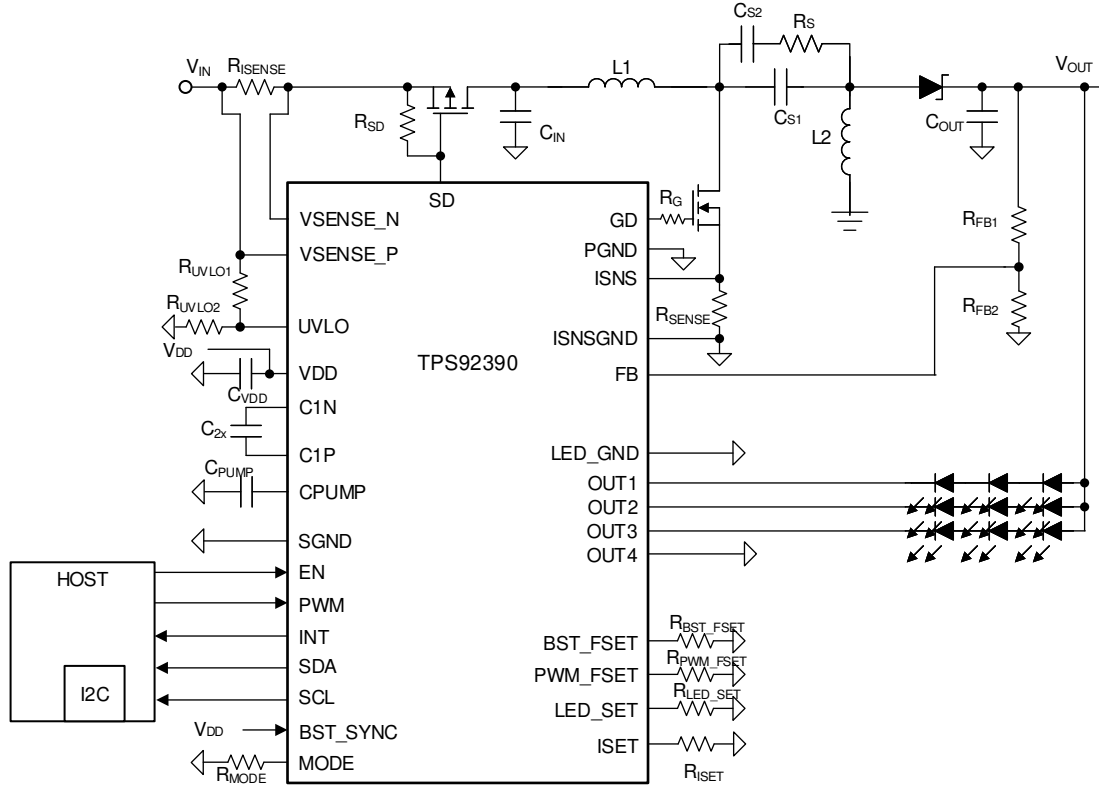 CS2
RS
VIN
RISENSE
L1
VOUT
RSD
CIN
CS1
L2
COUT
SD
VSENSE_N
RG
GD
RFB1
VSENSE_P
PGND
RUVLO1
ISNS
RUVLO2
RSENSE
RFB2
UVLO
ISNSGND
VDD
TPS92390
VDD
FB
CVDD
C1N
C2x
C1P
LED_GND
CPUMP
CPUMP
OUT1
OUT2
OUT3
SGND
OUT4
HOST
EN
PWM
INT
RBST_FSET
BST_FSET
SDA
RPWM_FSET
PWM_FSET
I2C
SCL
RLED_SET
LED_SET
VDD
BST_SYNC
ISET
MODE
RMODE
RISET